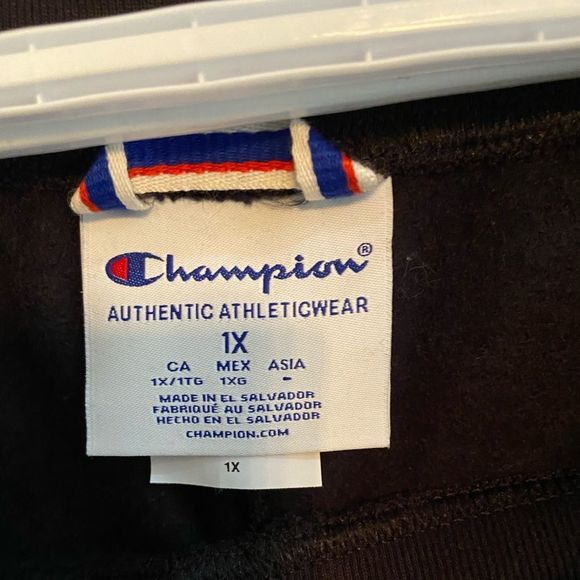 Champion®
AUTHENTIC ATHLETICWEAR
1X
CA MEX ASIA
1X/1TG 1XG -
MADE IN EL SALVADOR
FABRIQUÉ AU SALVADOR
HECHO EN EL SALVADOR
CHAMPION.COM
1X